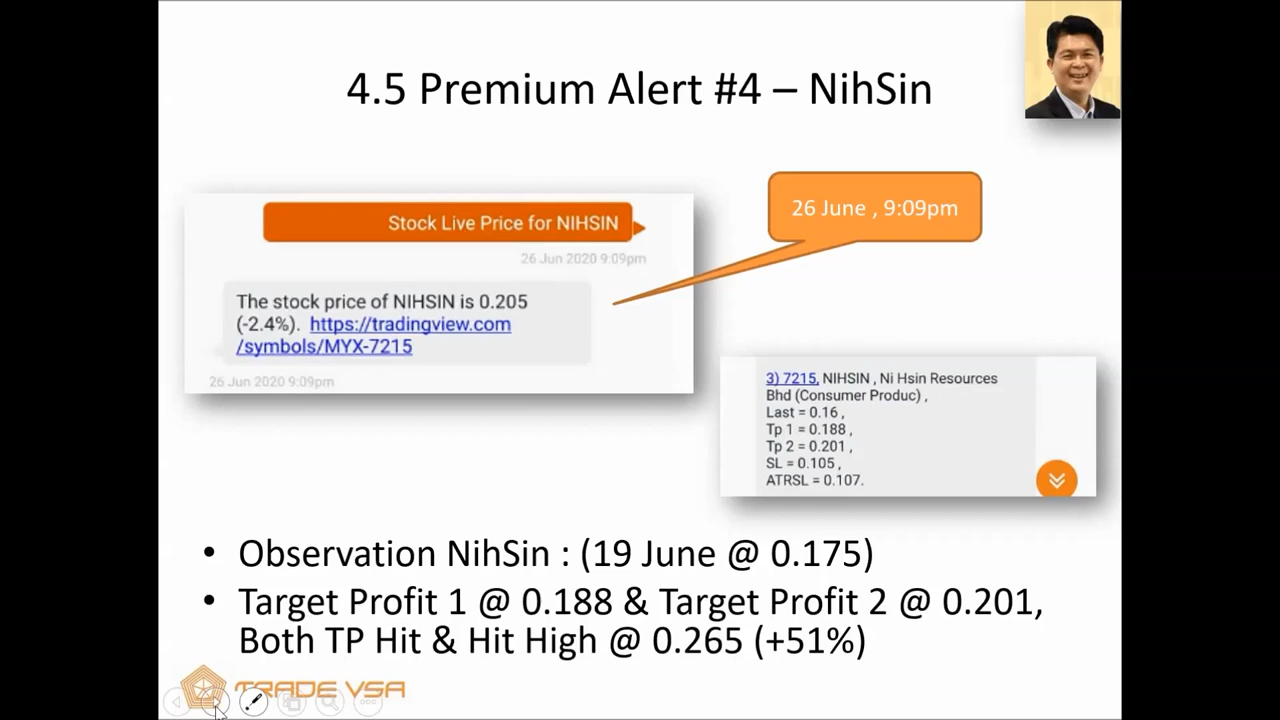 4.5 Premium Alert #4 – NihSin
Stock Live Price for NIHSIN
26 Jun 2020 9:09pm
The stock price of NIHSIN is 0.205
(-2.4%). https://tradingview.com
/symbols/MYX-7215
26 Jun 2020 9:09pm
26 June , 9:09pm
3) 7215, NIHSIN , Ni Hsin Resources
Bhd (Consumer Produc) ,
Last = 0.16 ,
Tp 1 = 0.188 ,
Tp 2 = 0.201 ,
SL = 0.105 ,
ATRSL = 0.107.
• Observation NihSin : (19 June @ 0.175)
• Target Profit 1 @ 0.188 & Target Profit 2 @ 0.201,
Both TP Hit & Hit High @ 0.265 (+51%)
TRADE VSA